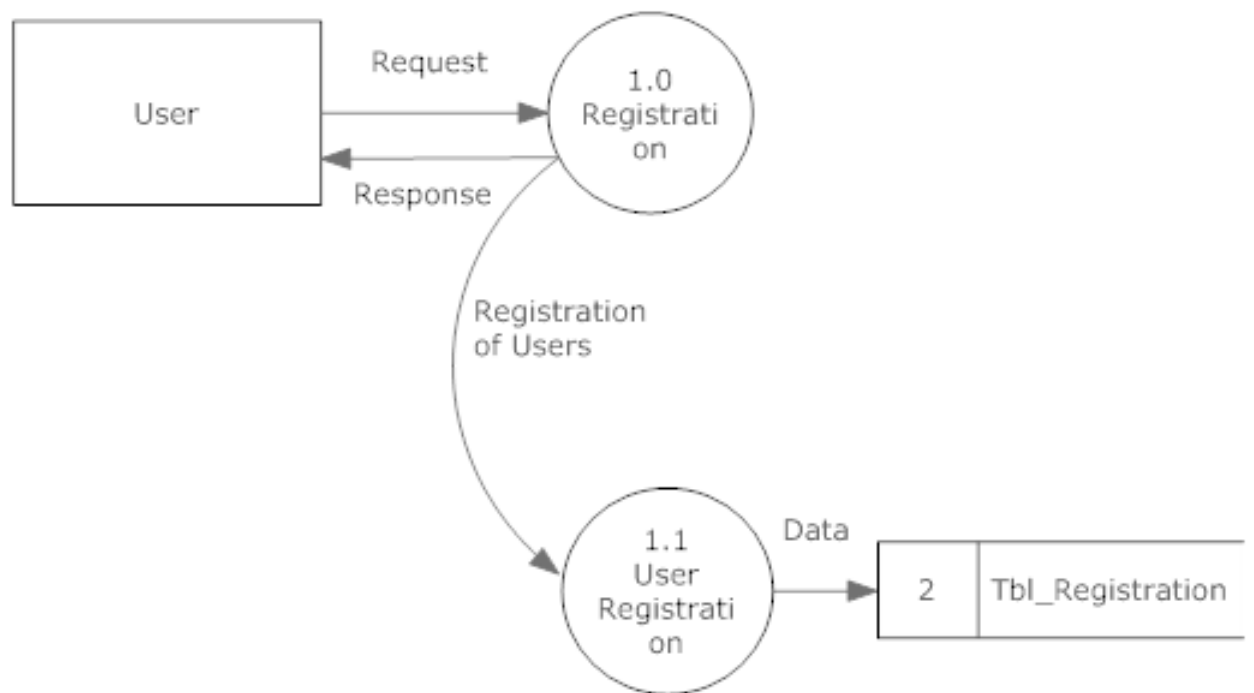 Request
User
1.0
Registrati
on
Response
Registration
of Users
1.1
User
Registrati
on
Data
2
Tbl_Registration